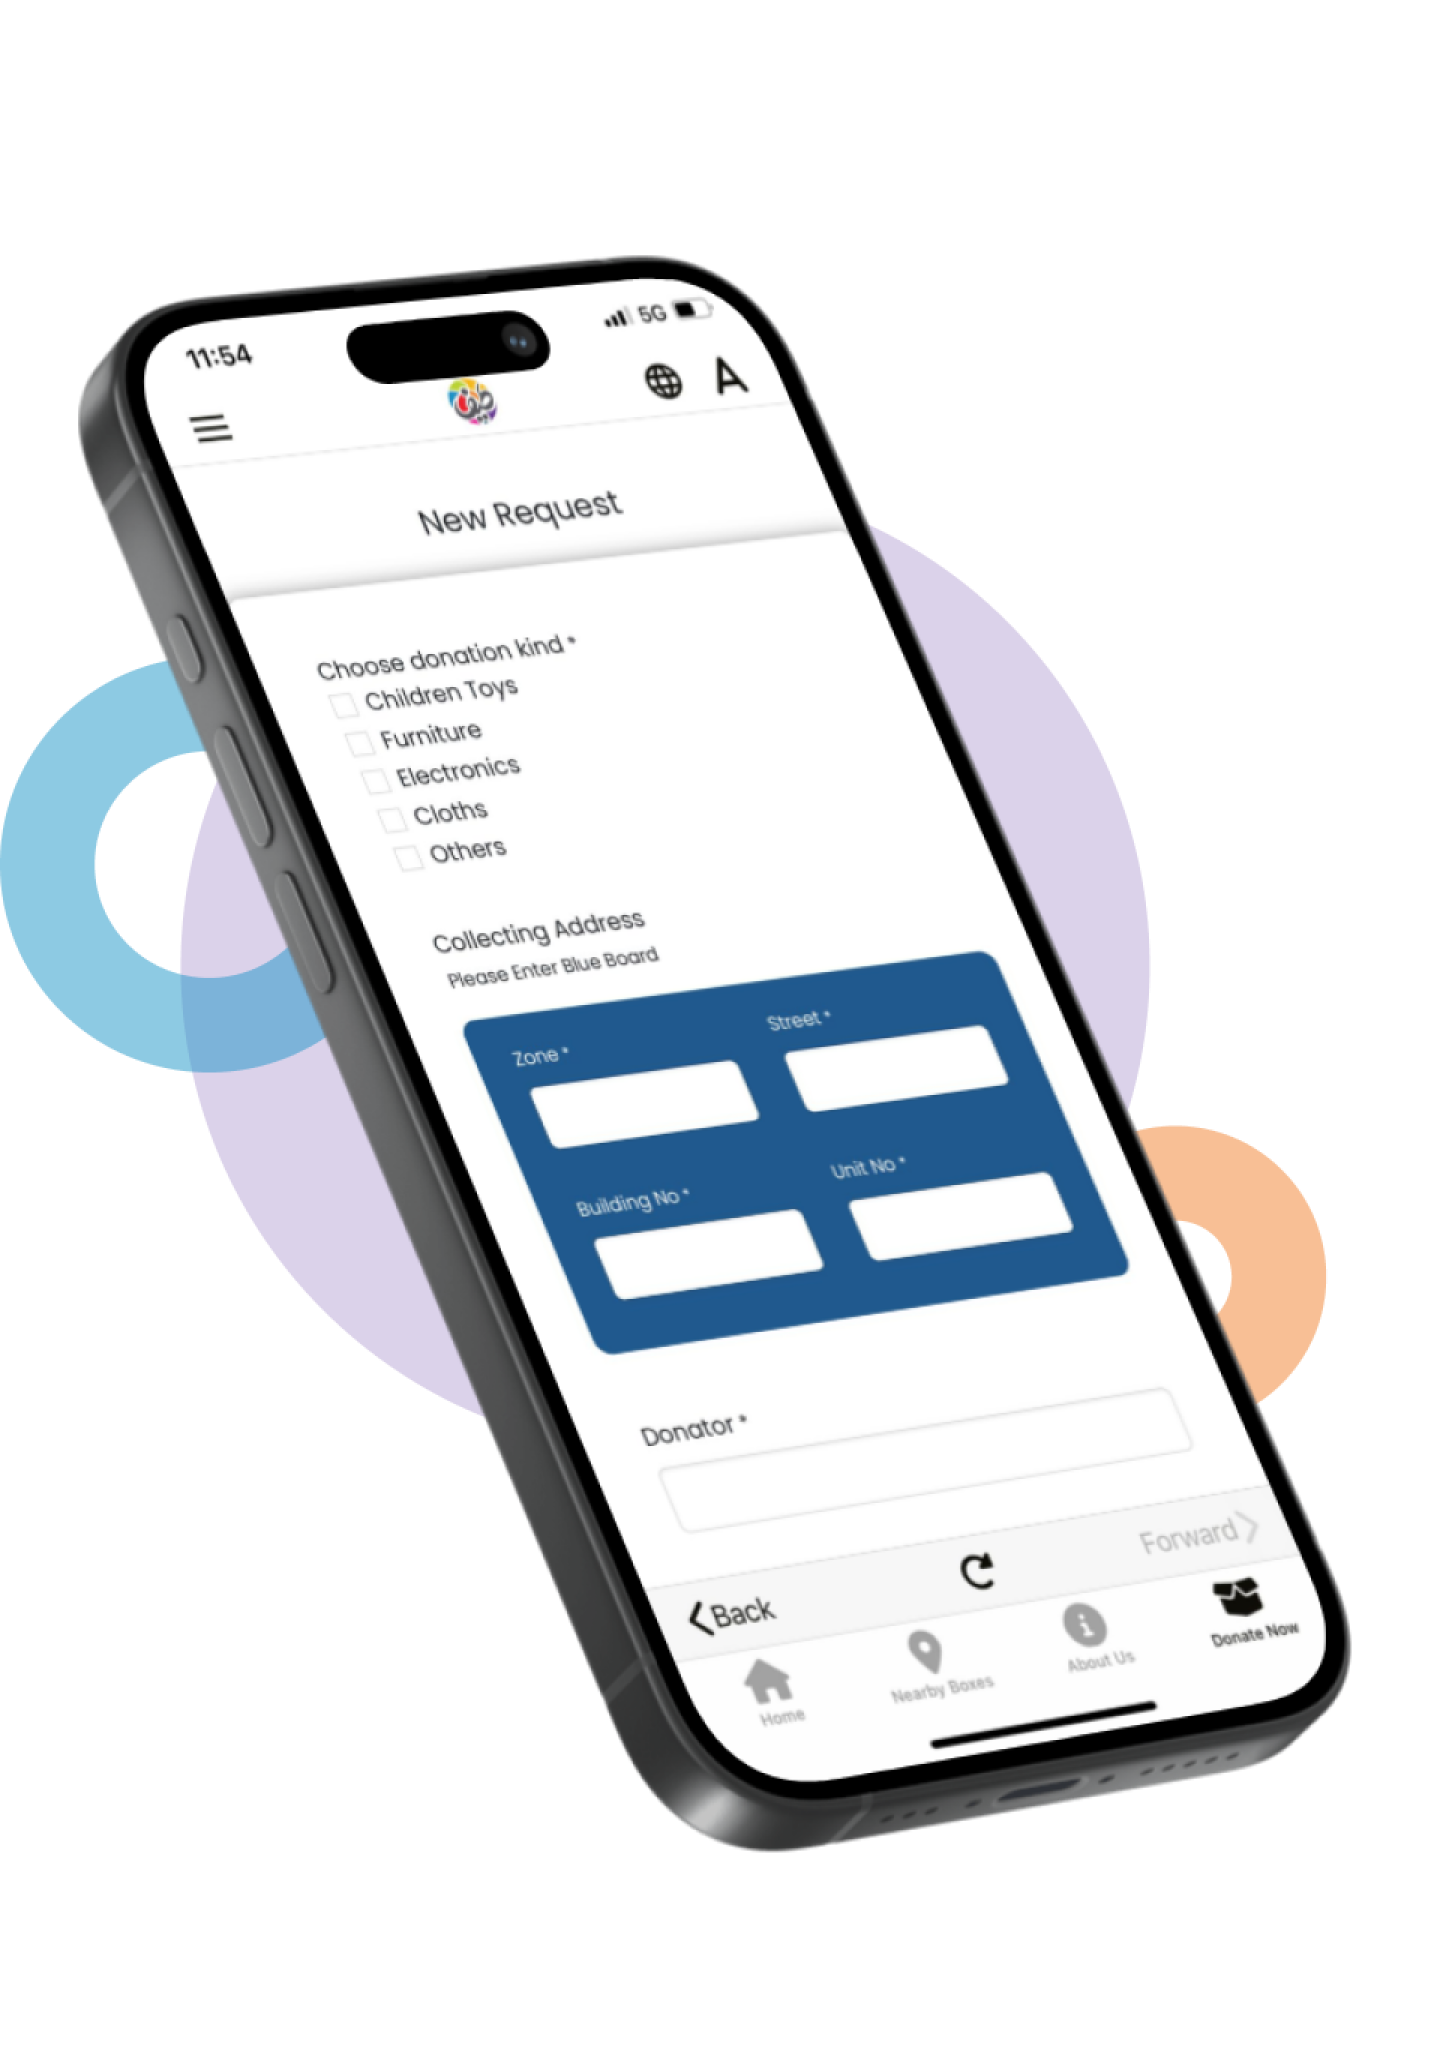 11:54
5G
A
New Request
Choose donation kind *
Children Toys
Furniture
Electronics
Cloths
Others
Collecting Address
Please Enter Blue Board
Zone *
Street *
Building No *
Unit No *
Donator *
Back
Forward
Home
Nearby Boxes
About Us
Donate Now